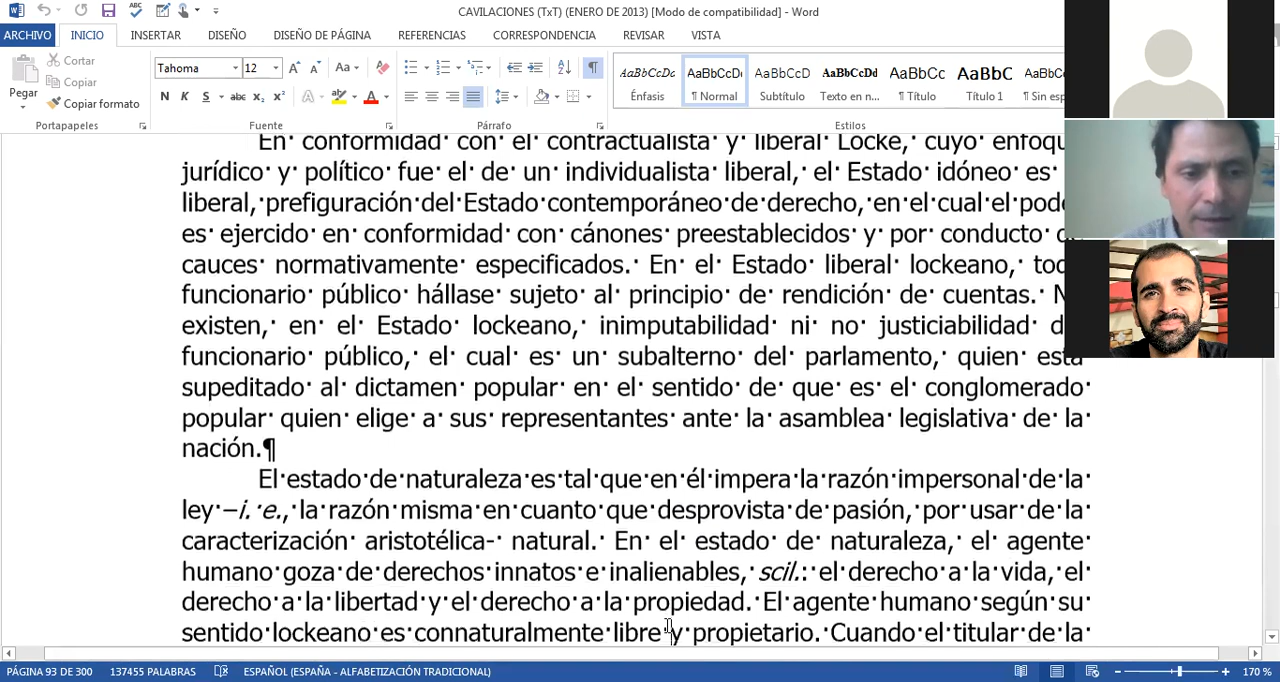 CAVILACIONES (TxT) (ENERO DE 2013) [Modo de compatibilidad] - Word
ARCHIVO INICIO INSERTAR DISEÑO DISEÑO DE PÁGINA REFERENCIAS CORRESPONDENCIA REVISAR VISTA
Pegar
Cortar
Copiar
Copiar formato
Portapapeles
Tahoma 12
N K S abc x₂ x²
Fuente
Párrafo
AaBbCcDc AaBbCcDc AaBbCcD AaBbCcDd AaBbCc AaBbC AaBbCc
Énfasis ¶ Normal Subtítulo Texto en n... ¶ Título Título 1 ¶ Sin esp
Estilos
En conformidad con el contractualista y liberal Locke, cuyo enfoqu
jurídico y político fue el de un individualista liberal, el Estado idóneo es
liberal, prefiguración del Estado contemporáneo de derecho, en el cual el pod
es ejercido en conformidad con cánones preestablecidos y por conducto d
cauces normativamente especificados. En el Estado liberal lockeano, tod
funcionario público hállase sujeto al principio de rendición de cuentas. N
existen, en el Estado lockeano, inimputabilidad ni no justiciabilidad d
funcionario público, el cual es un subalterno del parlamento, quien está
supeditado al dictamen popular en el sentido de que es el conglomerado
popular quien elige a sus representantes ante la asamblea legislativa de la
nación.¶
El estado de naturaleza es tal que en él impera la razón impersonal de la
ley –i. e., la razón misma en cuanto que desprovista de pasión, por usar de la
caracterización aristotélica- natural. En el estado de naturaleza, el agente
humano goza de derechos innatos e inalienables, scil.: el derecho a la vida, el
derecho a la libertad y el derecho a la propiedad. El agente humano según su
sentido lockeano es connaturalmente libre y propietario. Cuando el titular de la
PÁGINA 93 DE 300 137455 PALABRAS ESPAÑOL (ESPAÑA - ALFABETIZACIÓN TRADICIONAL) 170 %